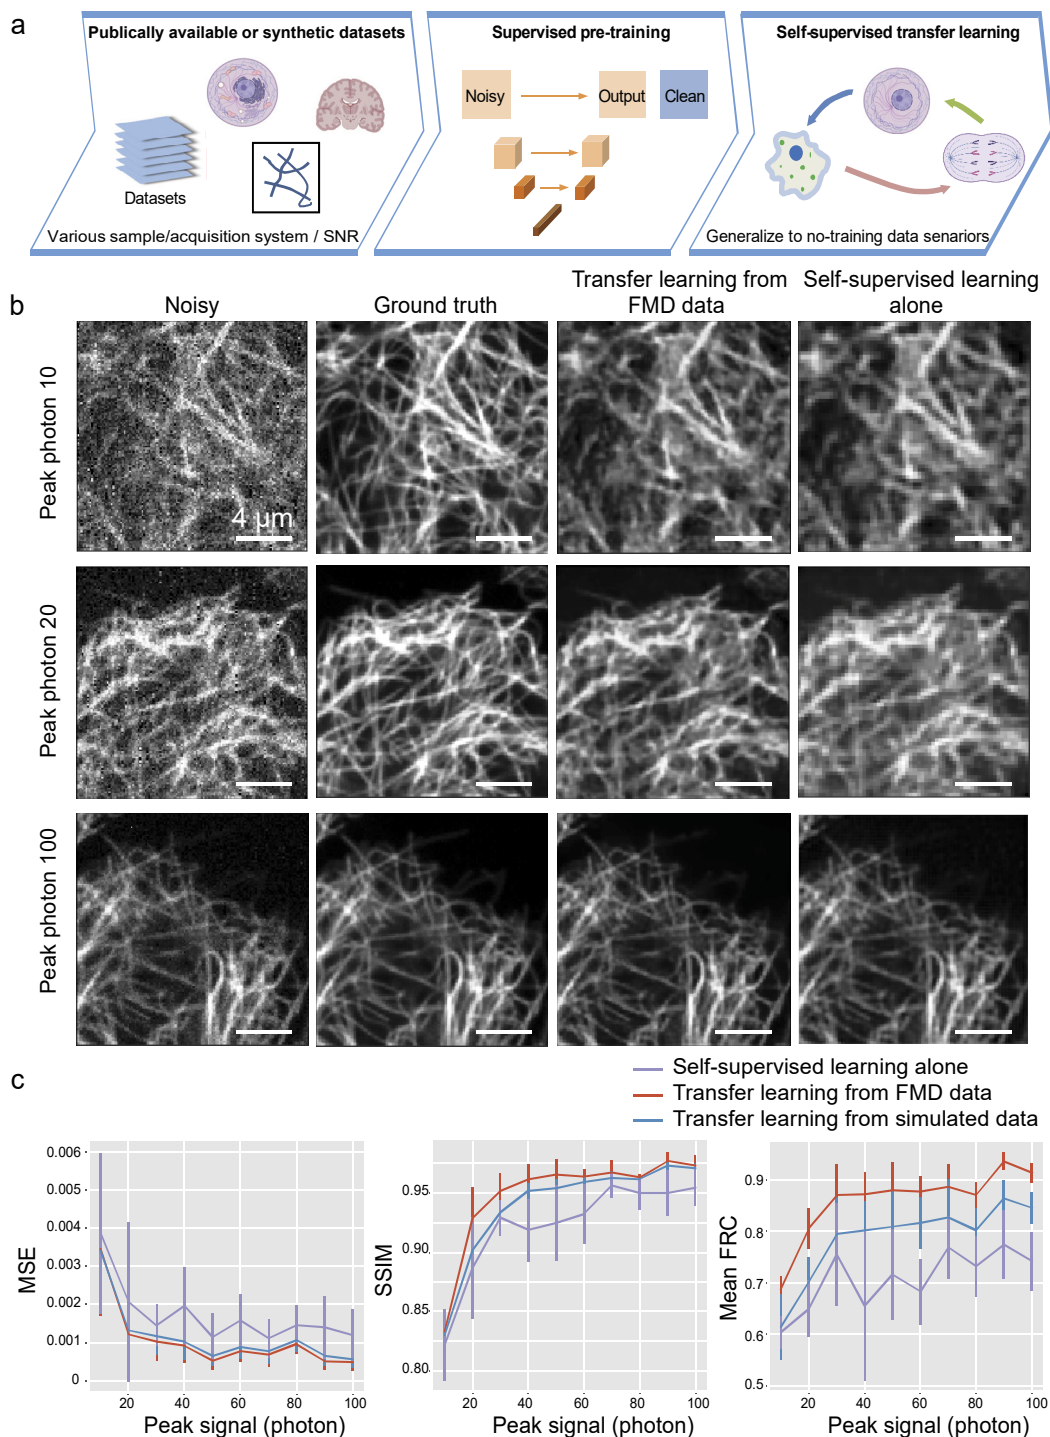 a
Publically available or synthetic datasets
Supervised pre-training
Self-supervised transfer learning
Noisy
Output
Clean
Datasets
Various sample/acquisition system / SNR
Generalize to no-training data senariors
b
Noisy
Ground truth
Transfer learning from
FMD data
Self-supervised learning
alone
Peak photon 10
4 μm
Peak photon 20
Peak photon 100
c
Self-supervised learning alone
Transfer learning from FMD data
Transfer learning from simulated data
MSE
0.006
0.005
0.004
0.003
0.002
0.001
0
20 40 60 80 100
Peak signal (photon)
SSIM
0.95
0.90
0.85
0.80
20 40 60 80 100
Peak signal (photon)
Mean FRC
0.9
0.8
0.7
0.6
0.5
20 40 60 80 100
Peak signal (photon)